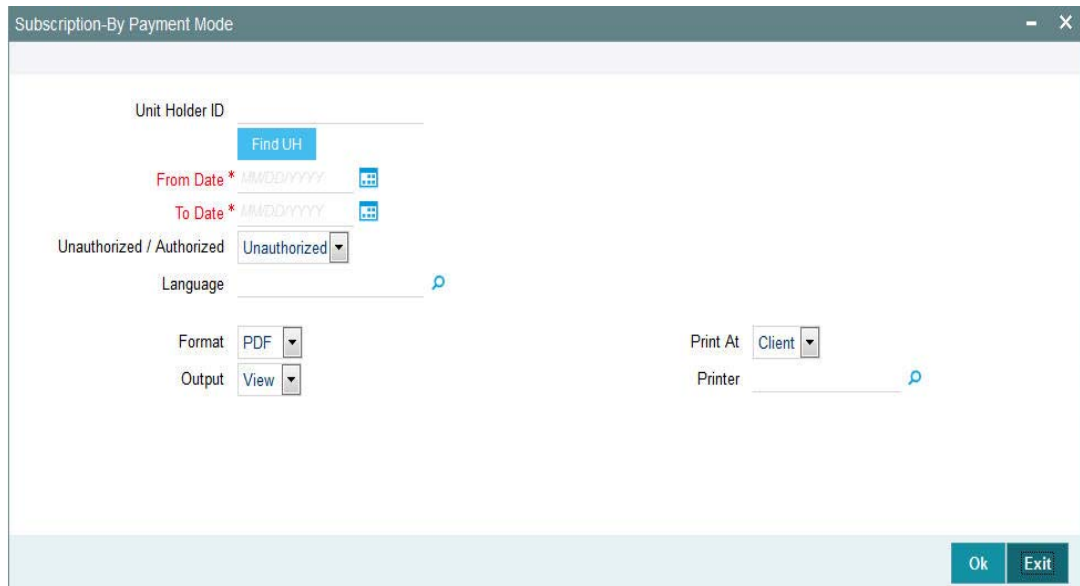 Subscription-By Payment Mode
Unit Holder ID
Find UH
From Date * MM/DD/YYYY
To Date * MM/DD/YYYY
Unauthorized / Authorized Unauthorized
Language
Format PDF Print At Client
Output View Printer
Ok Exit